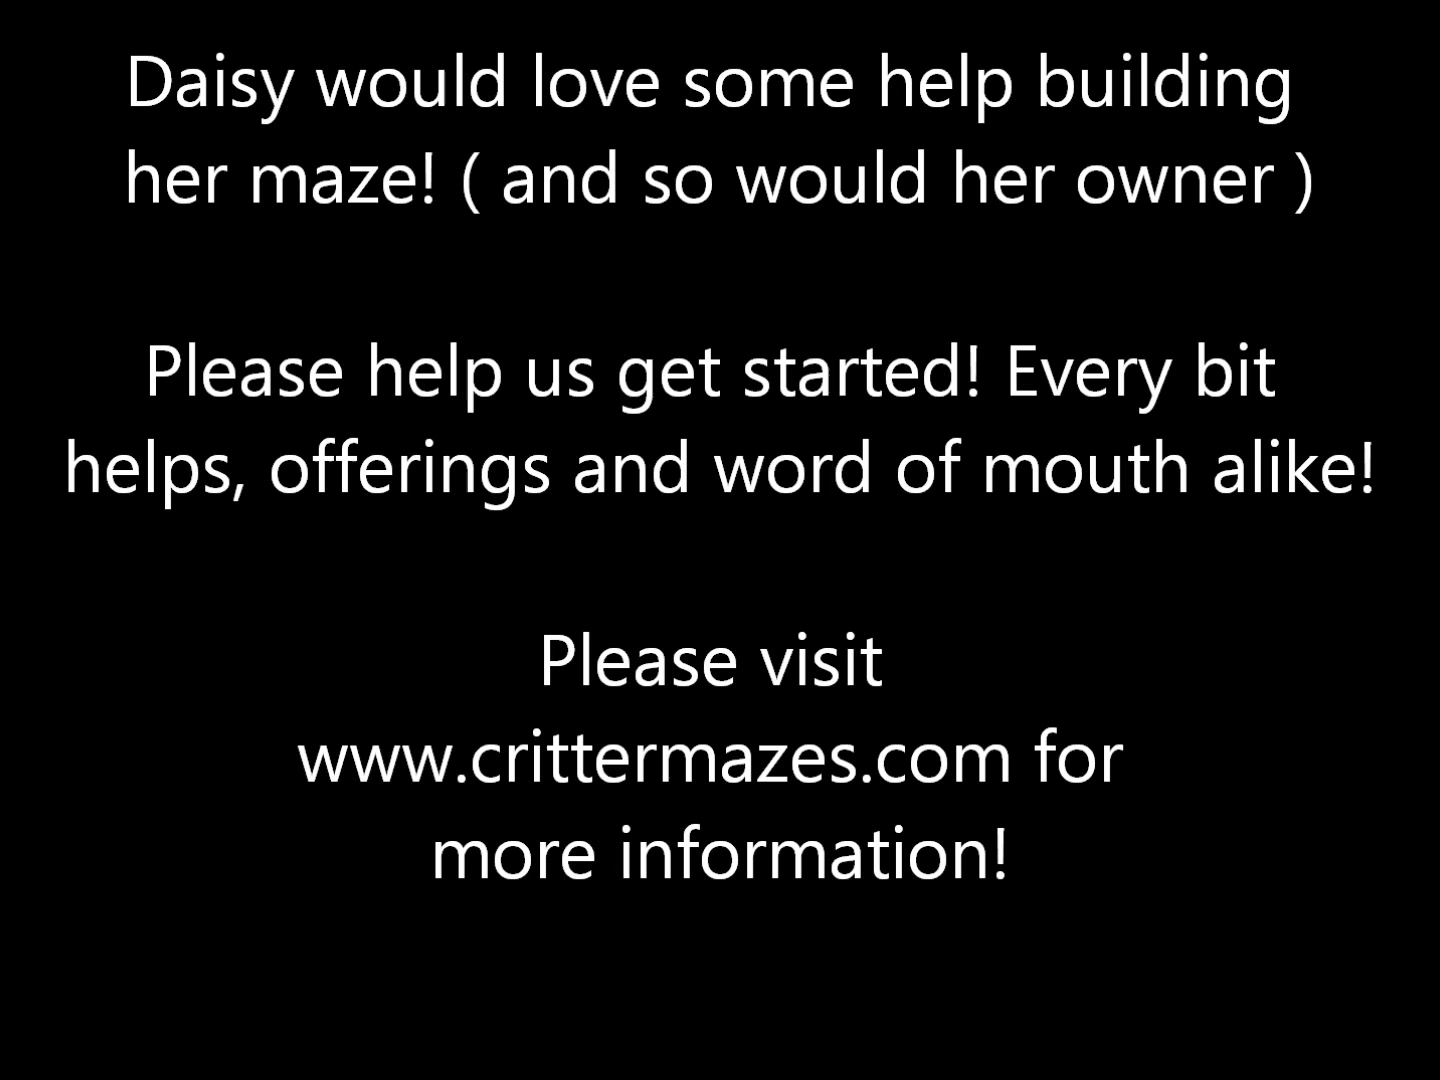 Daisy would love some help building
her maze! ( and so would her owner )
Please help us get started! Every bit
helps, offerings and word of mouth alike!
Please visit
www.crittermazes.com for
more information!